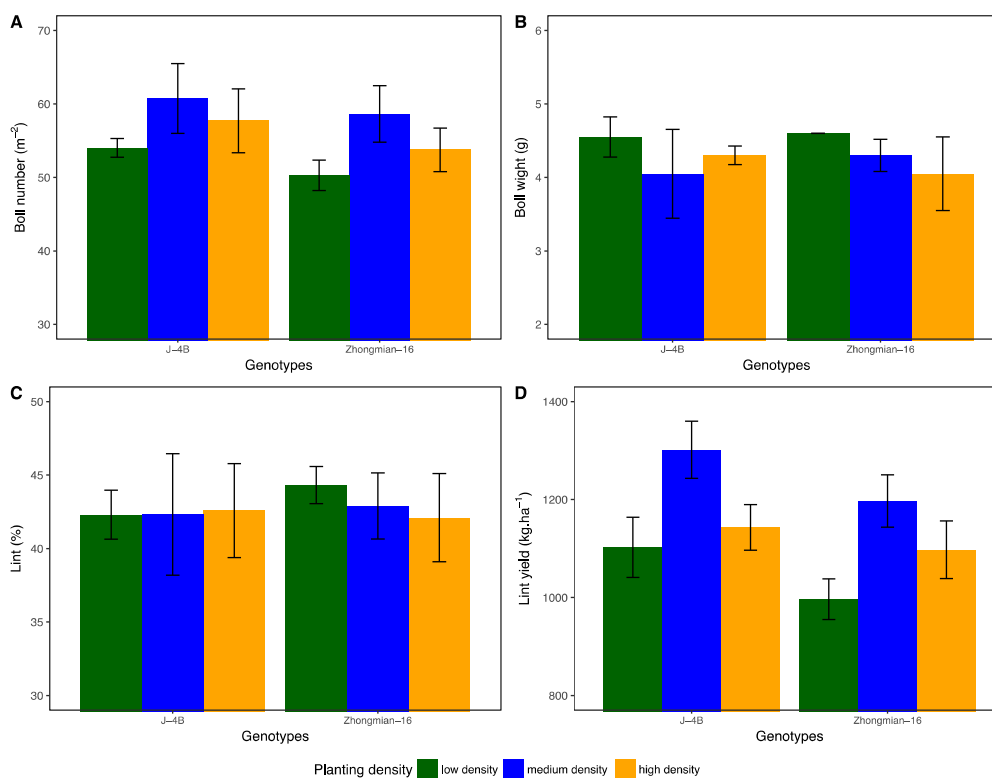 A
70
60
50
40
30
Boll number (m⁻²)
J−4B
Zhongmian−16
Genotypes
B
6
5
4
3
2
Boll wight (g)
J−4B
Zhongmian−16
Genotypes
C
50
45
40
35
30
Lint (%)
J−4B
Zhongmian−16
Genotypes
D
1400
1200
1000
800
Lint yield (kg.ha⁻¹)
J−4B
Zhongmian−16
Genotypes
Planting density low density medium density high density